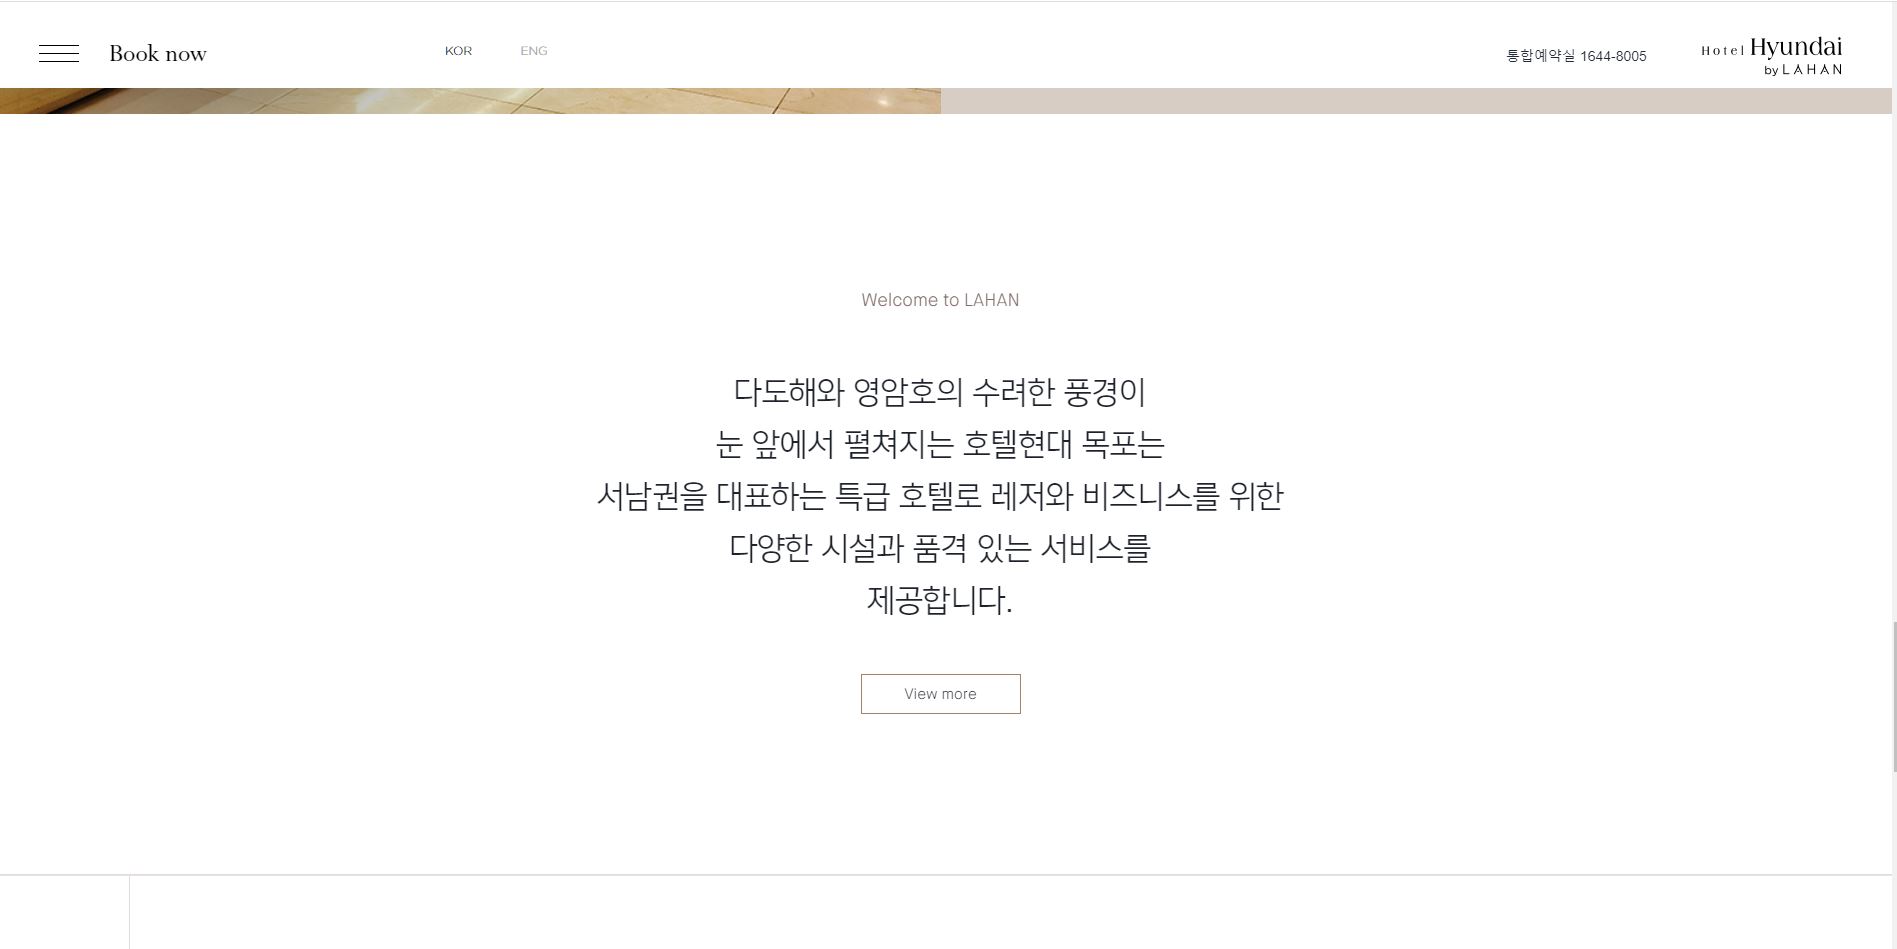 Book now
KOR
ENG
통합예약실 1644-8005
Hotel Hyundai
by LAHAN
Welcome to LAHAN
다도해와 영암호의 수려한 풍경이
눈 앞에서 펼쳐지는 호텔현대 목포는
서남권을 대표하는 특급 호텔로 레저와 비즈니스를 위한
다양한 시설과 품격 있는 서비스를
제공합니다.
View more